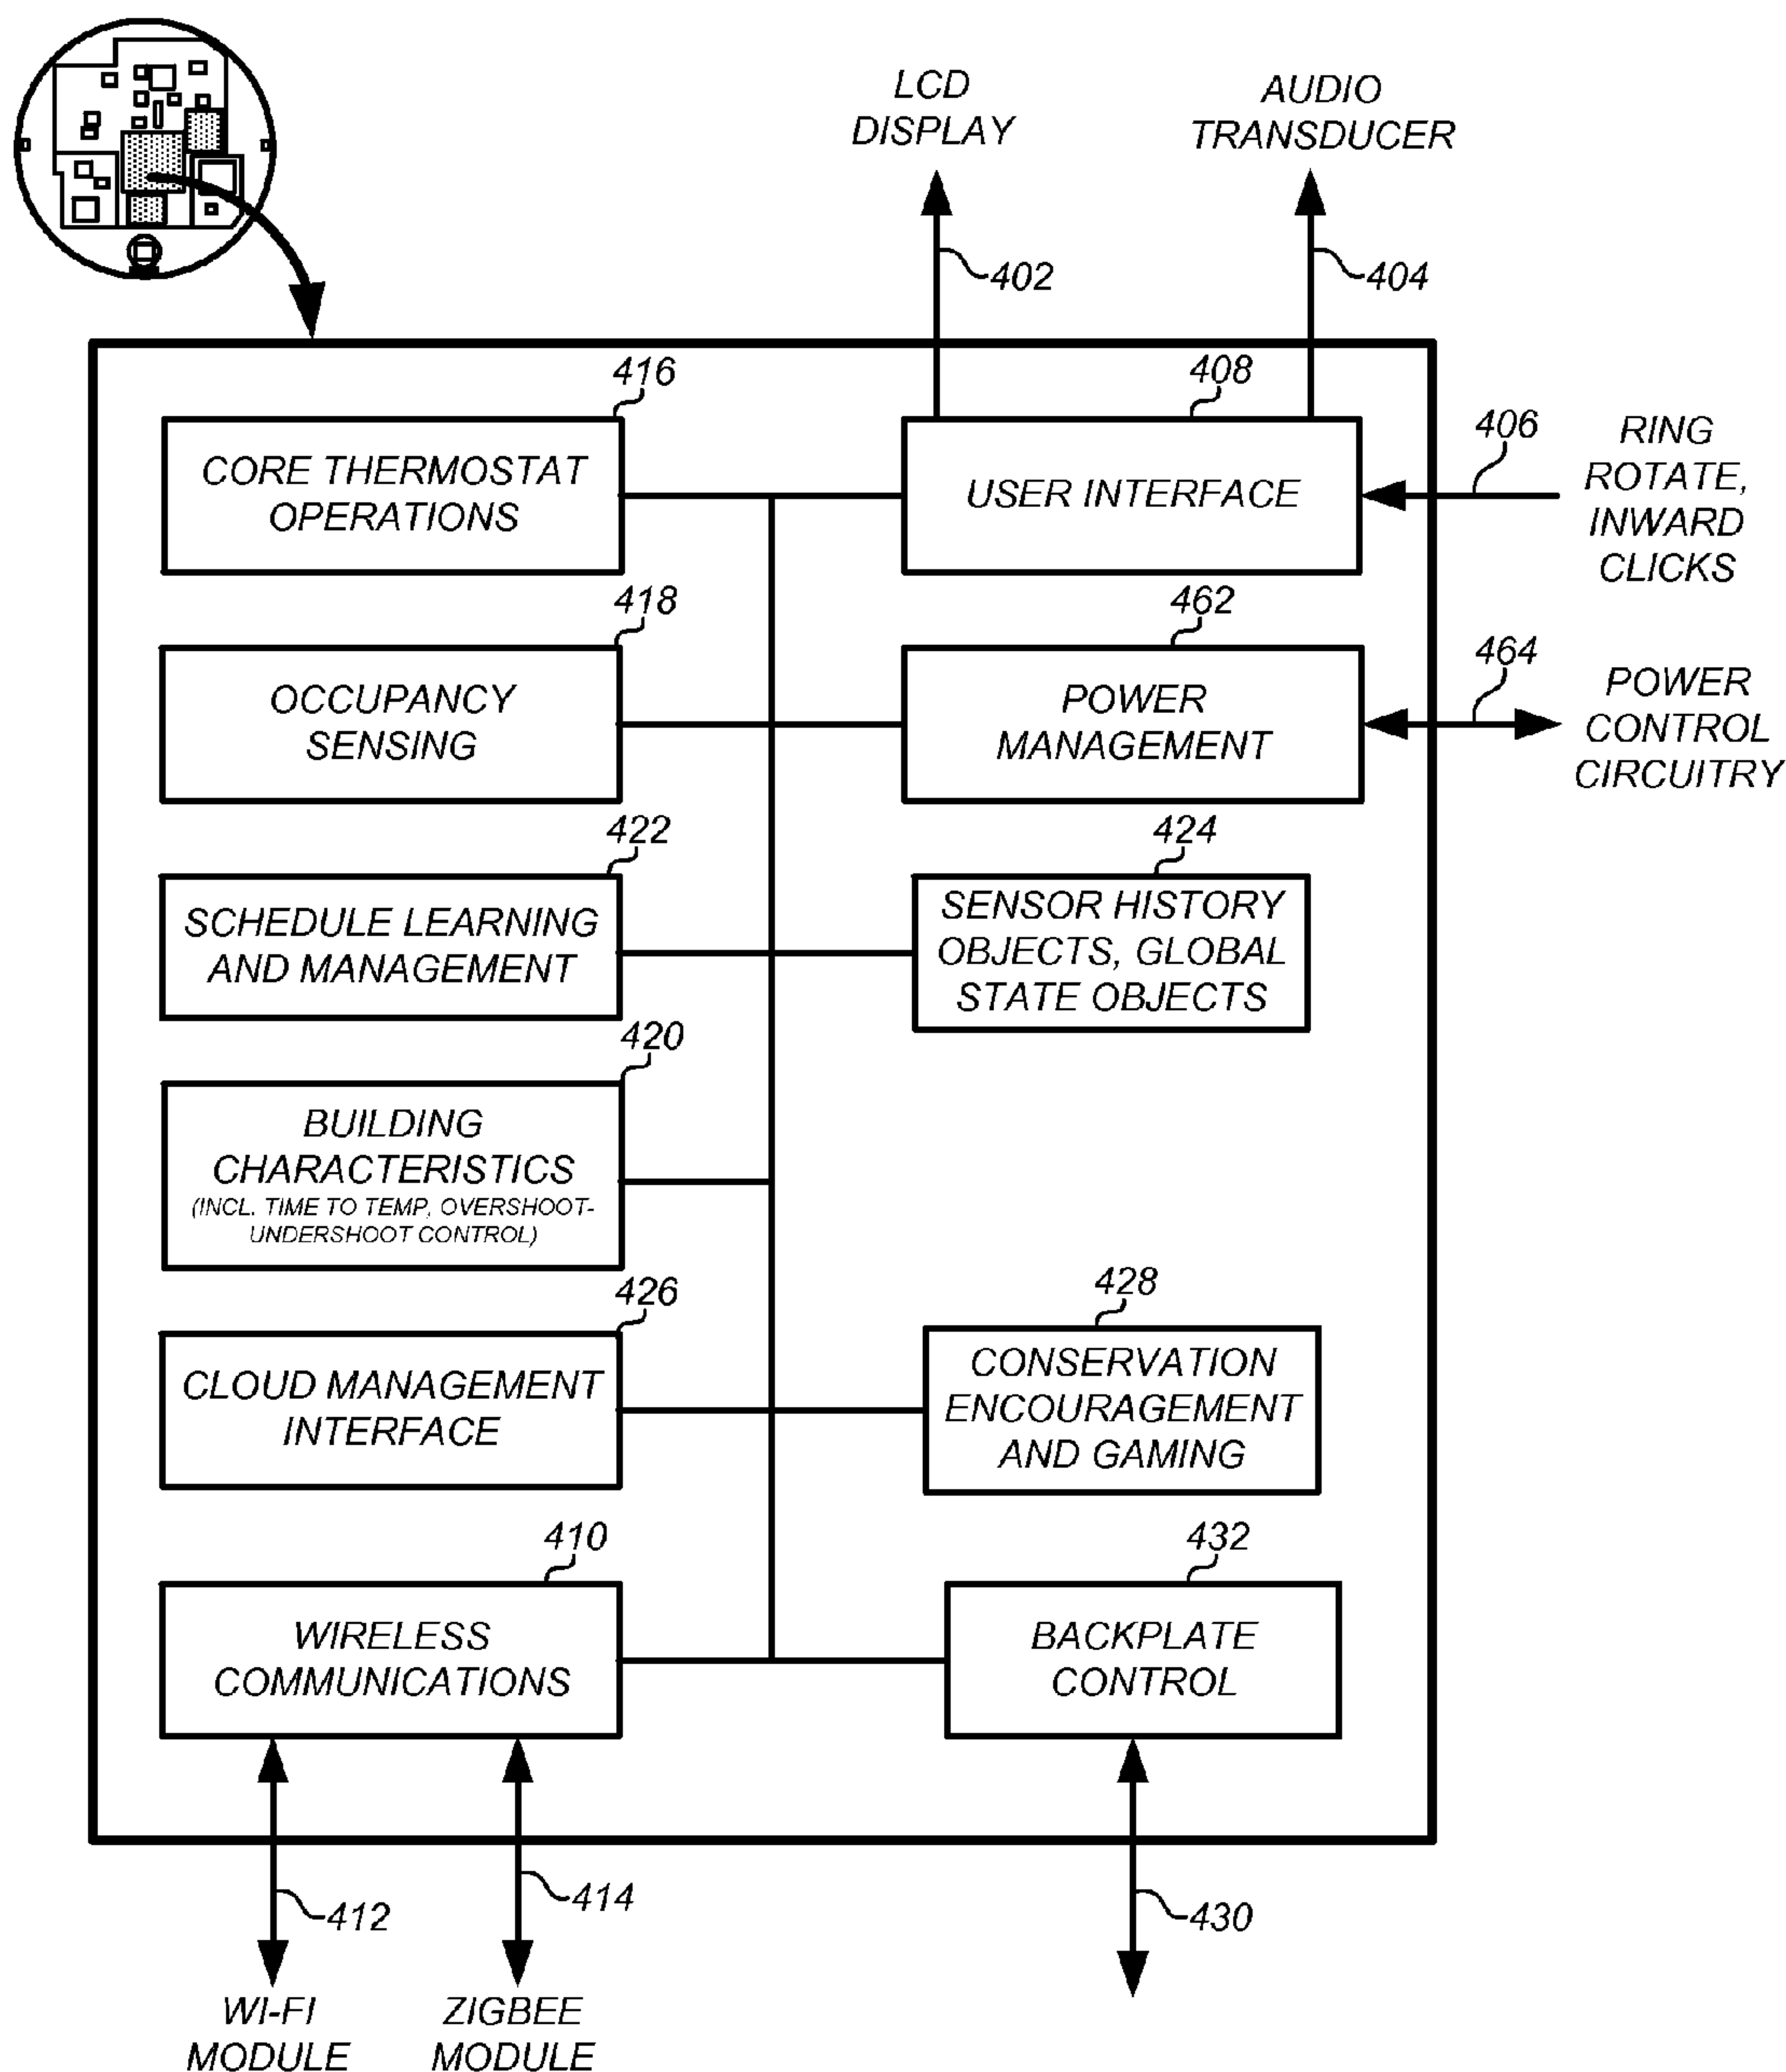 LCD
DISPLAY
AUDIO
TRANSDUCER
402
404
416
CORE THERMOSTAT
OPERATIONS
408
USER INTERFACE
406
RING
ROTATE,
INWARD
CLICKS
418
OCCUPANCY
SENSING
462
POWER
MANAGEMENT
464
POWER
CONTROL
CIRCUITRY
422
SCHEDULE LEARNING
AND MANAGEMENT
424
SENSOR HISTORY
OBJECTS, GLOBAL
STATE OBJECTS
420
BUILDING
CHARACTERISTICS
(INCL. TIME TO TEMP, OVERSHOOT-
UNDERSHOOT CONTROL)
426
CLOUD MANAGEMENT
INTERFACE
428
CONSERVATION
ENCOURAGEMENT
AND GAMING
410
WIRELESS
COMMUNICATIONS
432
BACKPLATE
CONTROL
412
414
430
WI-FI
MODULE
ZIGBEE
MODULE